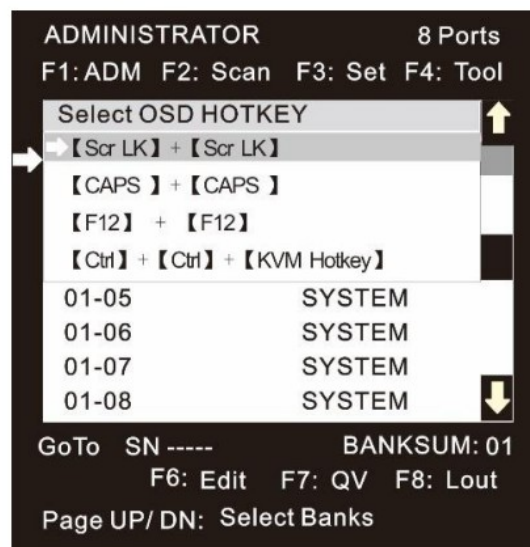 ADMINISTRATOR 8 Ports
F1: ADM F2: Scan F3: Set F4: Tool
Select OSD HOTKEY
【Scr LK】 + 【Scr LK】
【CAPS 】 + 【CAPS 】
【F12】 + 【F12】
【Ctrl】 + 【Ctrl】 + 【KVM Hotkey】
01-05 SYSTEM
01-06 SYSTEM
01-07 SYSTEM
01-08 SYSTEM
GoTo SN ----- BANKSUM: 01
F6: Edit F7: QV F8: Lout
Page UP/ DN: Select Banks